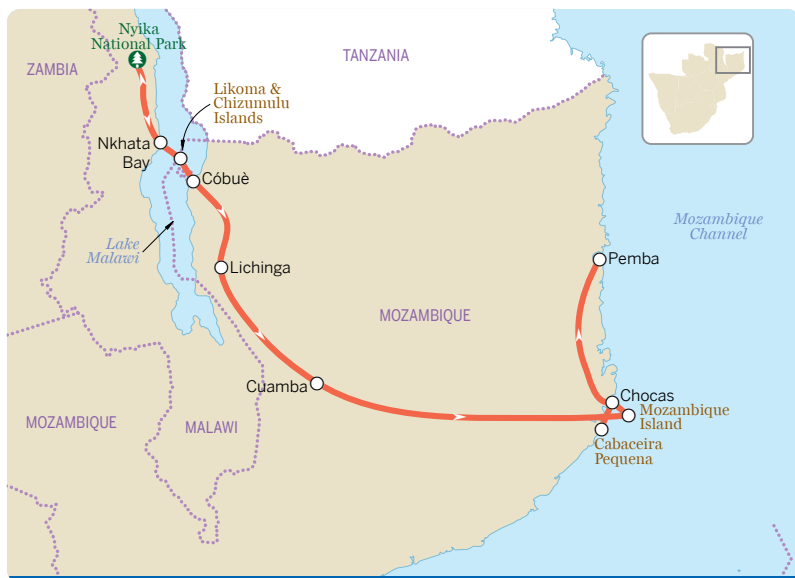 Nyika
National Park
ZAMBIA
TANZANIA
Likoma &
Chizumulu
Islands
Nkhata
Bay
Cóbuè
Lake
Malawi
Lichinga
Mozambique
Channel
Pemba
MOZAMBIQUE
Cuamba
Chocas
Mozambique
Island
MOZAMBIQUE
MALAWI
Cabaceira
Pequena